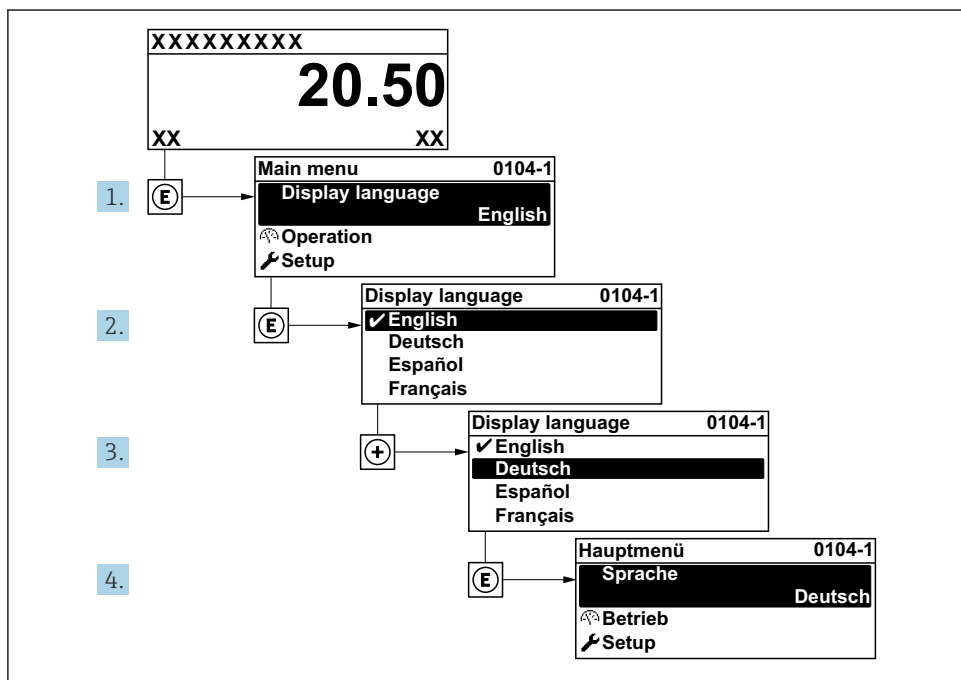 XXXXXXXXX
20.50
XX XX
1. E
Main menu 0104-1
Display language
English
Operation
Setup
2. E
Display language 0104-1
✔English
Deutsch
Español
Français
3. +
Display language 0104-1
✔English
Deutsch
Español
Français
4. E
Hauptmenü 0104-1
Sprache
Deutsch
Betrieb
Setup